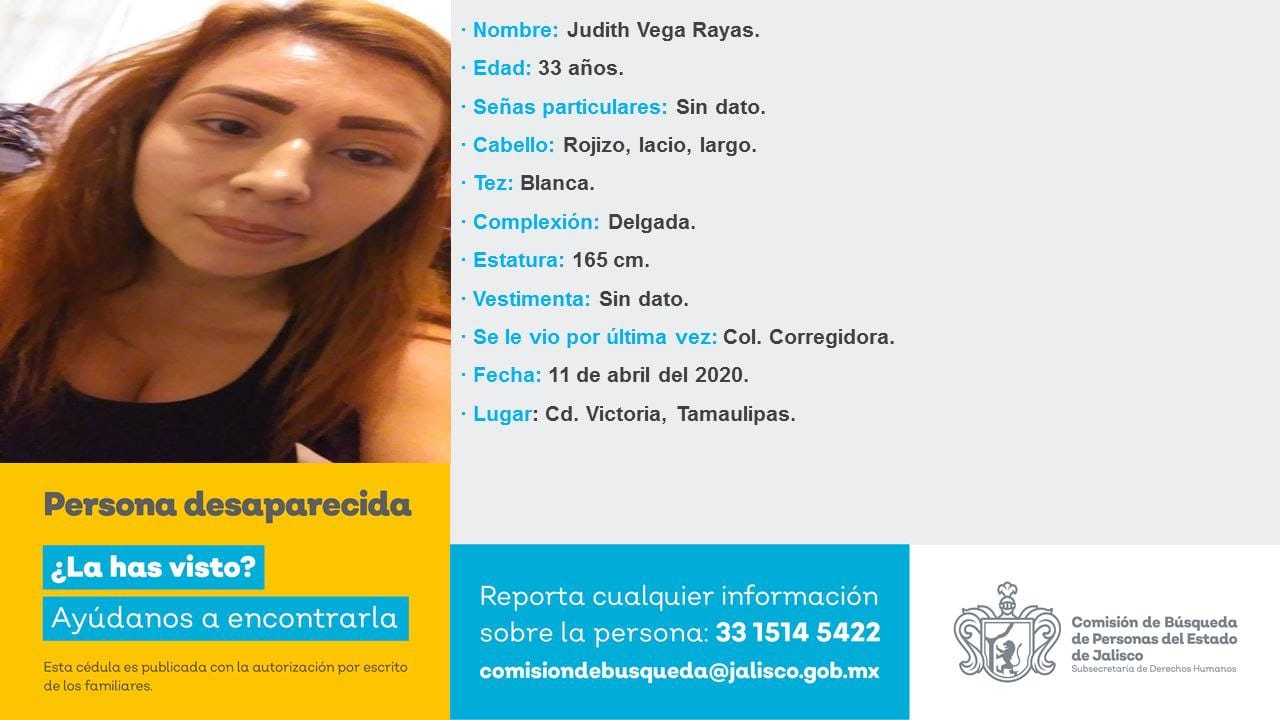 · Nombre: Judith Vega Rayas.
· Edad: 33 años.
· Señas particulares: Sin dato.
· Cabello: Rojizo, lacio, largo.
· Tez: Blanca.
· Complexión: Delgada.
· Estatura: 165 cm.
· Vestimenta: Sin dato.
· Se le vio por última vez: Col. Corregidora.
· Fecha: 11 de abril del 2020.
· Lugar: Cd. Victoria, Tamaulipas.
Persona desaparecida
¿La has visto?
Ayúdanos a encontrarla
Esta cédula es publicada con la autorización por escrito
de los familiares.
Reporta cualquier información
sobre la persona: 33 1514 5422
comisiondebusqueda@jalisco.gob.mx
Comisión de Búsqueda
de Personas del Estado
de Jalisco
Subsecretaría de Derechos Humanos